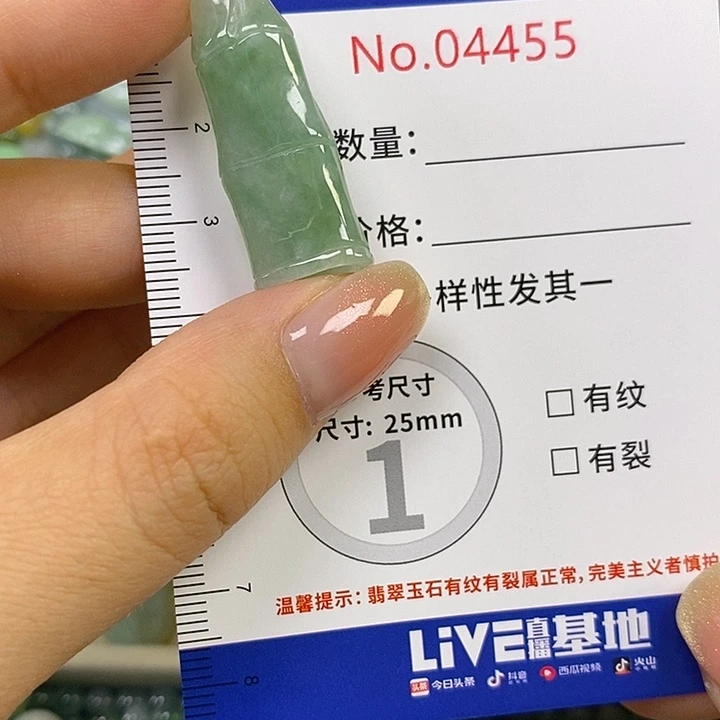 No.04455
2
数量：
3
价格：
样性发其一
考尺寸
尺寸: 25mm
1
□ 有纹
□ 有裂
7
温馨提示：翡翠玉石有纹有裂属正常，完美主义者慎护
LiVE直播基地
8
头条 今日头条 抖音 西瓜视频 火山